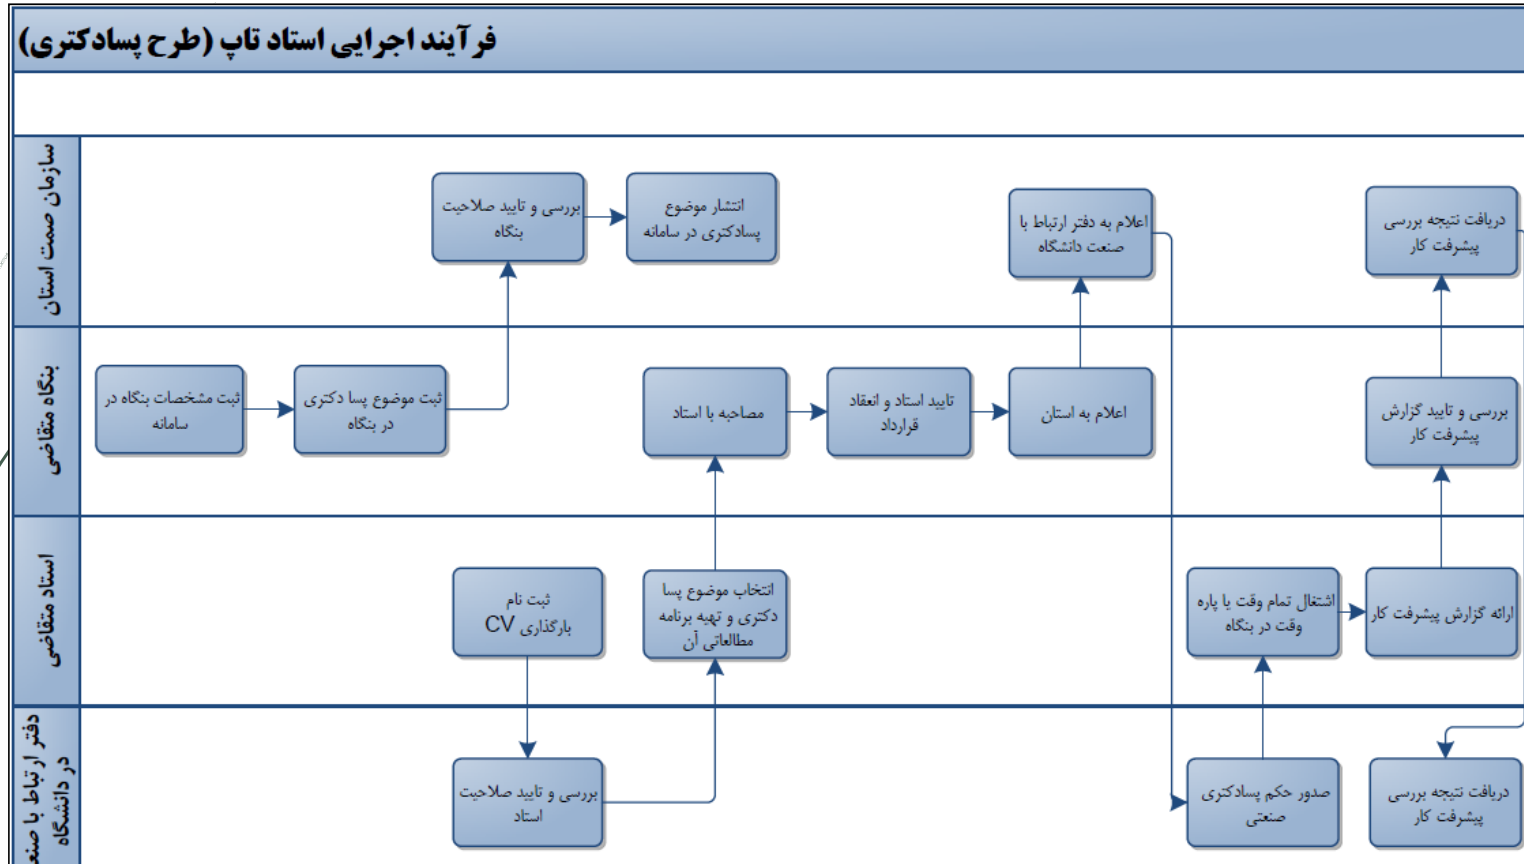 فرآیند اجرایی استاد تاپ (طرح پسادکتری)
سازمان صمت استان
بررسی و تایید صلاحیت
بنگاه
انتشار موضوع
پسادکتری در سامانه
اعلام به دفتر ارتباط با
صنعت دانشگاه
دریافت نتیجه بررسی
پیشرفت کار
بنگاه متقاضی
ثبت مشخصات بنگاه در
سامانه
ثبت موضوع پسا دکتری
در بنگاه
مصاحبه با استاد
تایید استاد و انعقاد
قرارداد
اعلام به استان
بررسی و تایید گزارش
پیشرفت کار
استاد متقاضی
ثبت نام
بارگذاری CV
انتخاب موضوع پسا
دکتری و تهیه برنامه
مطالعاتی آن
اشتغال تمام وقت یا پاره
وقت در بنگاه
ارائه گزارش پیشرفت کار
دفتر ارتباط با صنع
در دانشگاه
بررسی و تایید صلاحیت
استاد
صدور حکم پسادکتری
صنعتی
دریافت نتیجه بررسی
پیشرفت کار